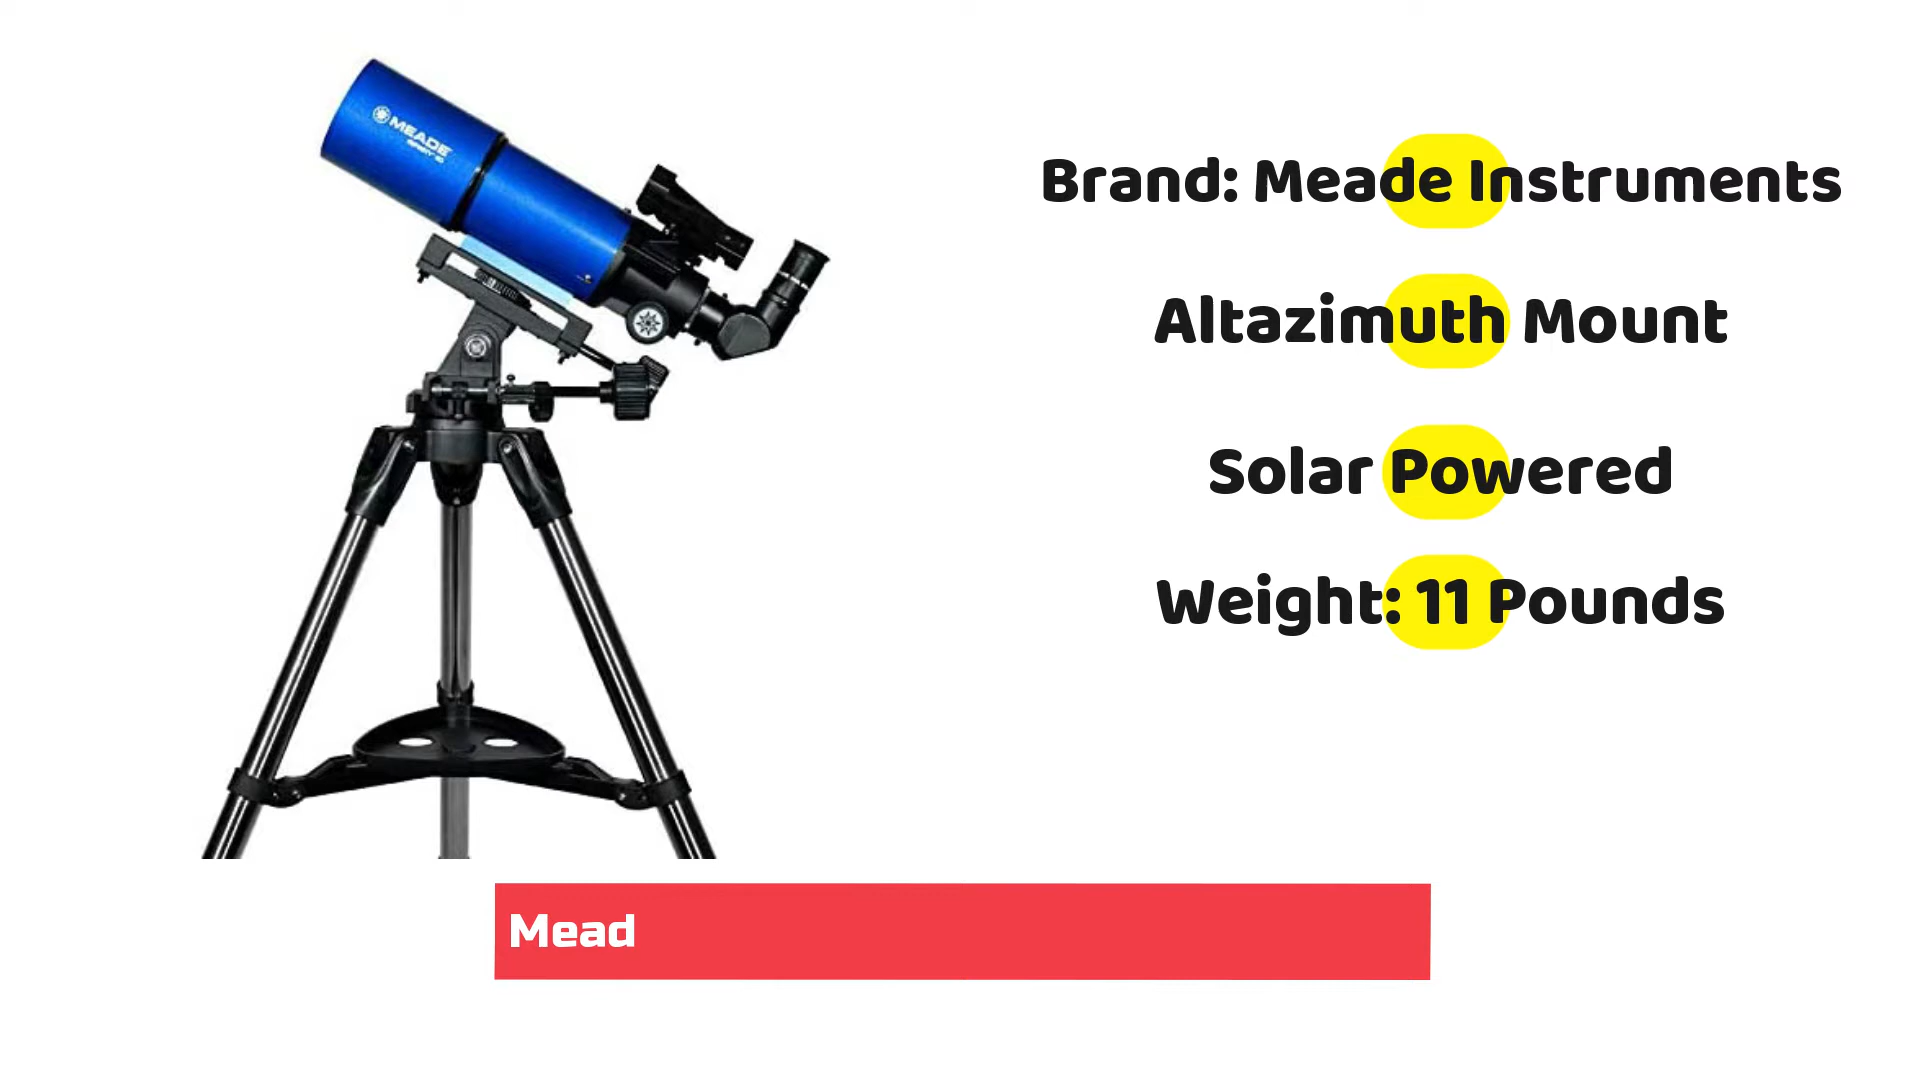 MEADE
Brand: Meade Instruments
Altazimuth Mount
Solar Powered
Weight: 11 Pounds
Mead